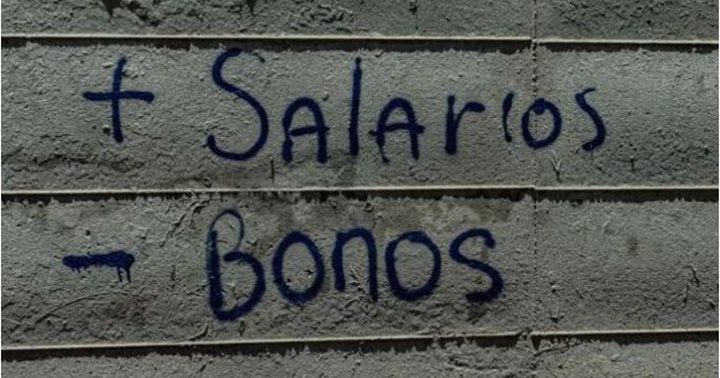 + Salarios
- Bonos